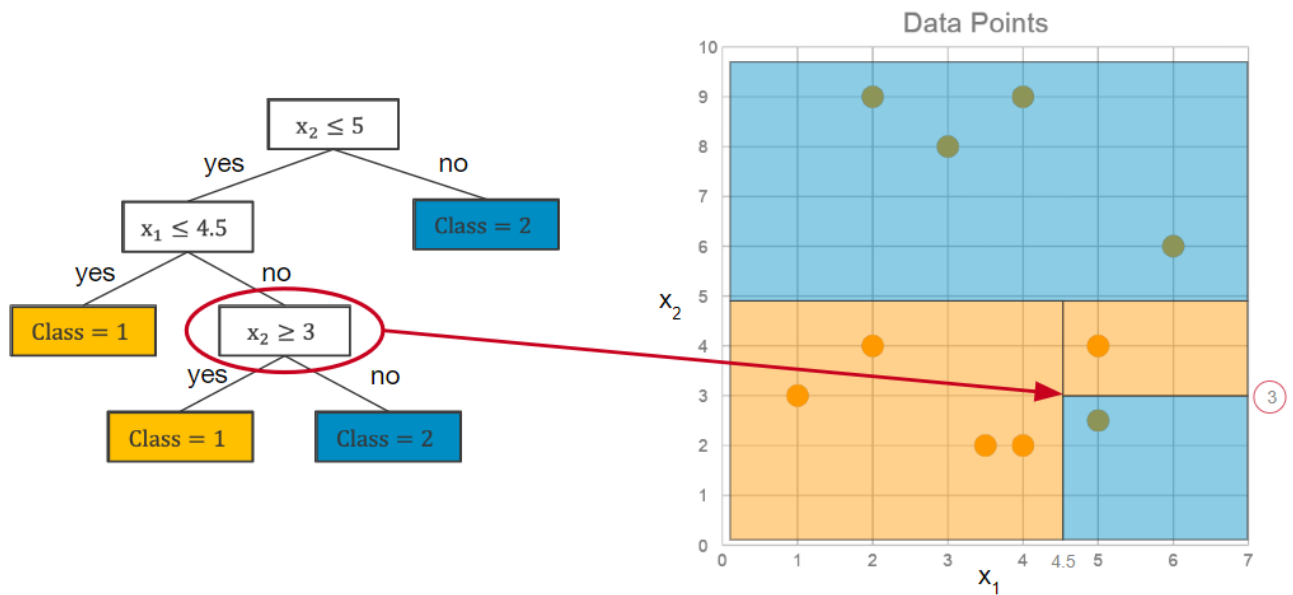 Data Points
x₂ ≤ 5
yes
no
x₁ ≤ 4.5
Class = 2
yes
no
Class = 1
x₂ ≥ 3
yes
no
Class = 1
Class = 2
10
9
8
7
6
5
4
3
2
1
0
x₂
3
0
1
2
3
4
4.5
5
6
7
x₁